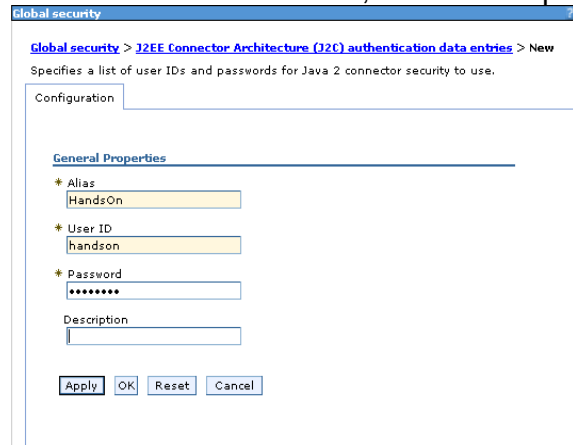 Global security
?
Global security > J2EE Connector Architecture (J2C) authentication data entries > New
Specifies a list of user IDs and passwords for Java 2 connector security to use.
Configuration
General Properties
* Alias
HandsOn
* User ID
handson
* Password
••••••••
Description
Apply OK Reset Cancel